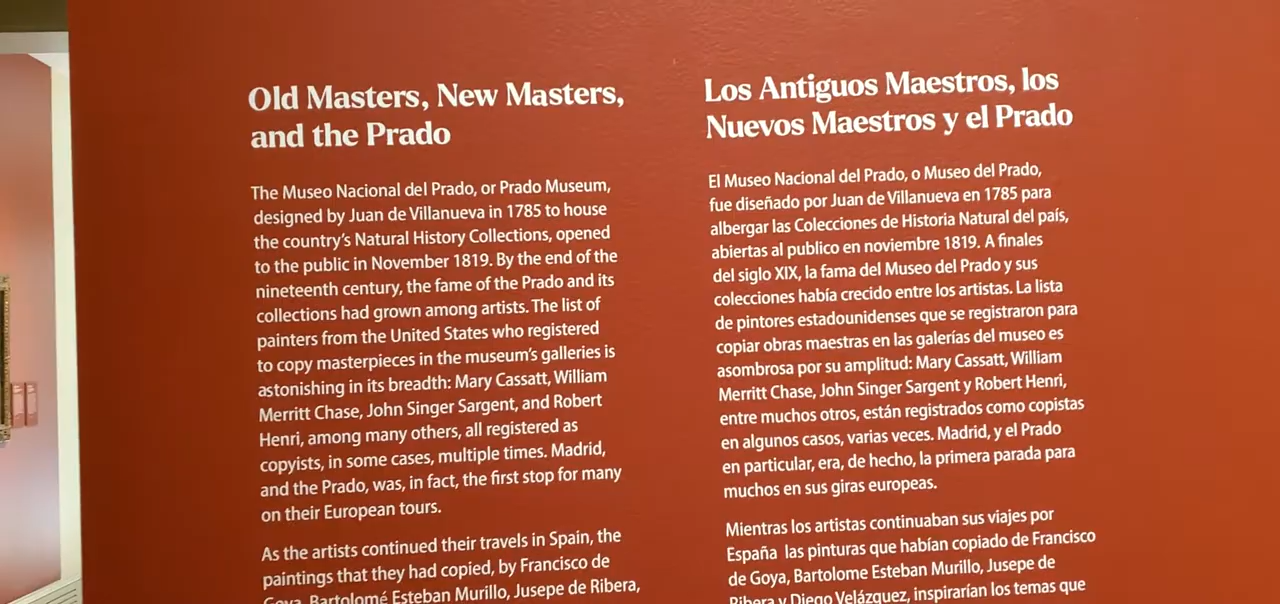 Old Masters, New Masters,
and the Prado
The Museo Nacional del Prado, or Prado Museum,
designed by Juan de Villanueva in 1785 to house
the country's Natural History Collections, opened
to the public in November 1819. By the end of the
nineteenth century, the fame of the Prado and its
collections had grown among artists. The list of
painters from the United States who registered
to copy masterpieces in the museum's galleries is
astonishing in its breadth: Mary Cassatt, William
Merritt Chase, John Singer Sargent, and Robert
Henri, among many others, all registered as
copyists, in some cases, multiple times. Madrid,
and the Prado, was, in fact, the first stop for many
on their European tours.
As the artists continued their travels in Spain, the
paintings that they had copied, by Francisco de
Goya, Bartolomé Esteban Murillo, Jusepe de Ribera,
Los Antiguos Maestros, los
Nuevos Maestros y el Prado
El Museo Nacional del Prado, o Museo del Prado,
fue diseñado por Juan de Villanueva en 1785 para
albergar las Colecciones de Historia Natural del país,
abiertas al publico en noviembre 1819. A finales
del siglo XIX, la fama del Museo del Prado y sus
colecciones había crecido entre los artistas. La lista
de pintores estadounidenses que se registraron para
copiar obras maestras en las galerías del museo es
asombrosa por su amplitud: Mary Cassatt, William
Merritt Chase, John Singer Sargent y Robert Henri,
entre muchos otros, están registrados como copistas
en algunos casos, varias veces. Madrid, y el Prado
en particular, era, de hecho, la primera parada para
muchos en sus giras europeas.
Mientras los artistas continuaban sus viajes por
España las pinturas que habían copiado de Francisco
de Goya, Bartolome Esteban Murillo, Jusepe de
Ribera y Diego Velázquez, inspirarían los temas que